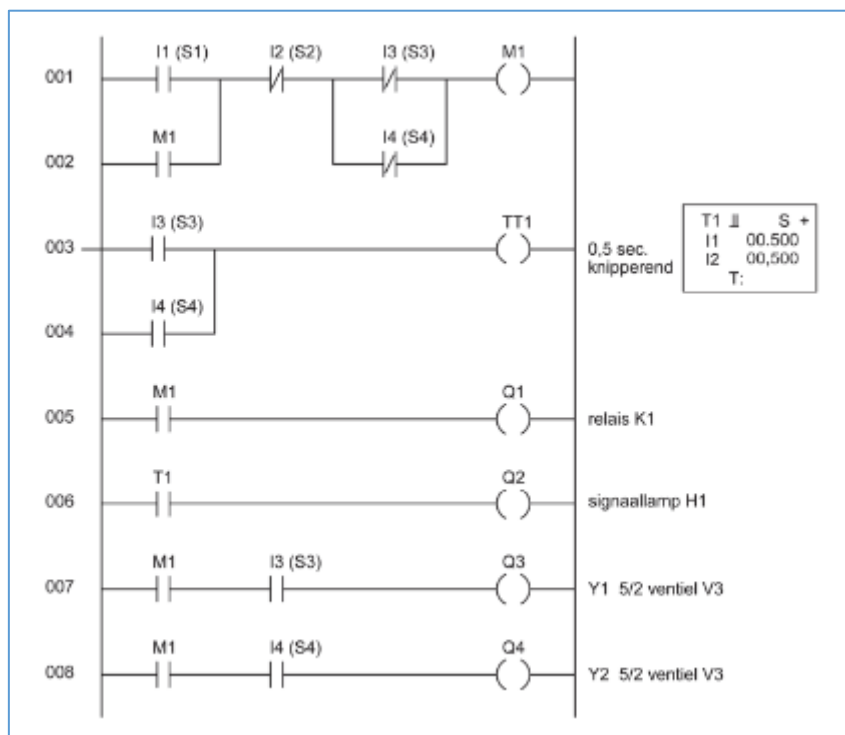 I1 (S1) I2 (S2) I3 (S3) M1
001
M1 I4 (S4)
002
I3 (S3) TT1
003
0,5 sec.
knipperend
T1 ⫫ S +
I1 00.500
I2 00,500
T:
I4 (S4)
004
M1 Q1
005 relais K1
T1 Q2
006 signaallamp H1
M1 I3 (S3) Q3
007 Y1 5/2 ventiel V3
M1 I4 (S4) Q4
008 Y2 5/2 ventiel V3